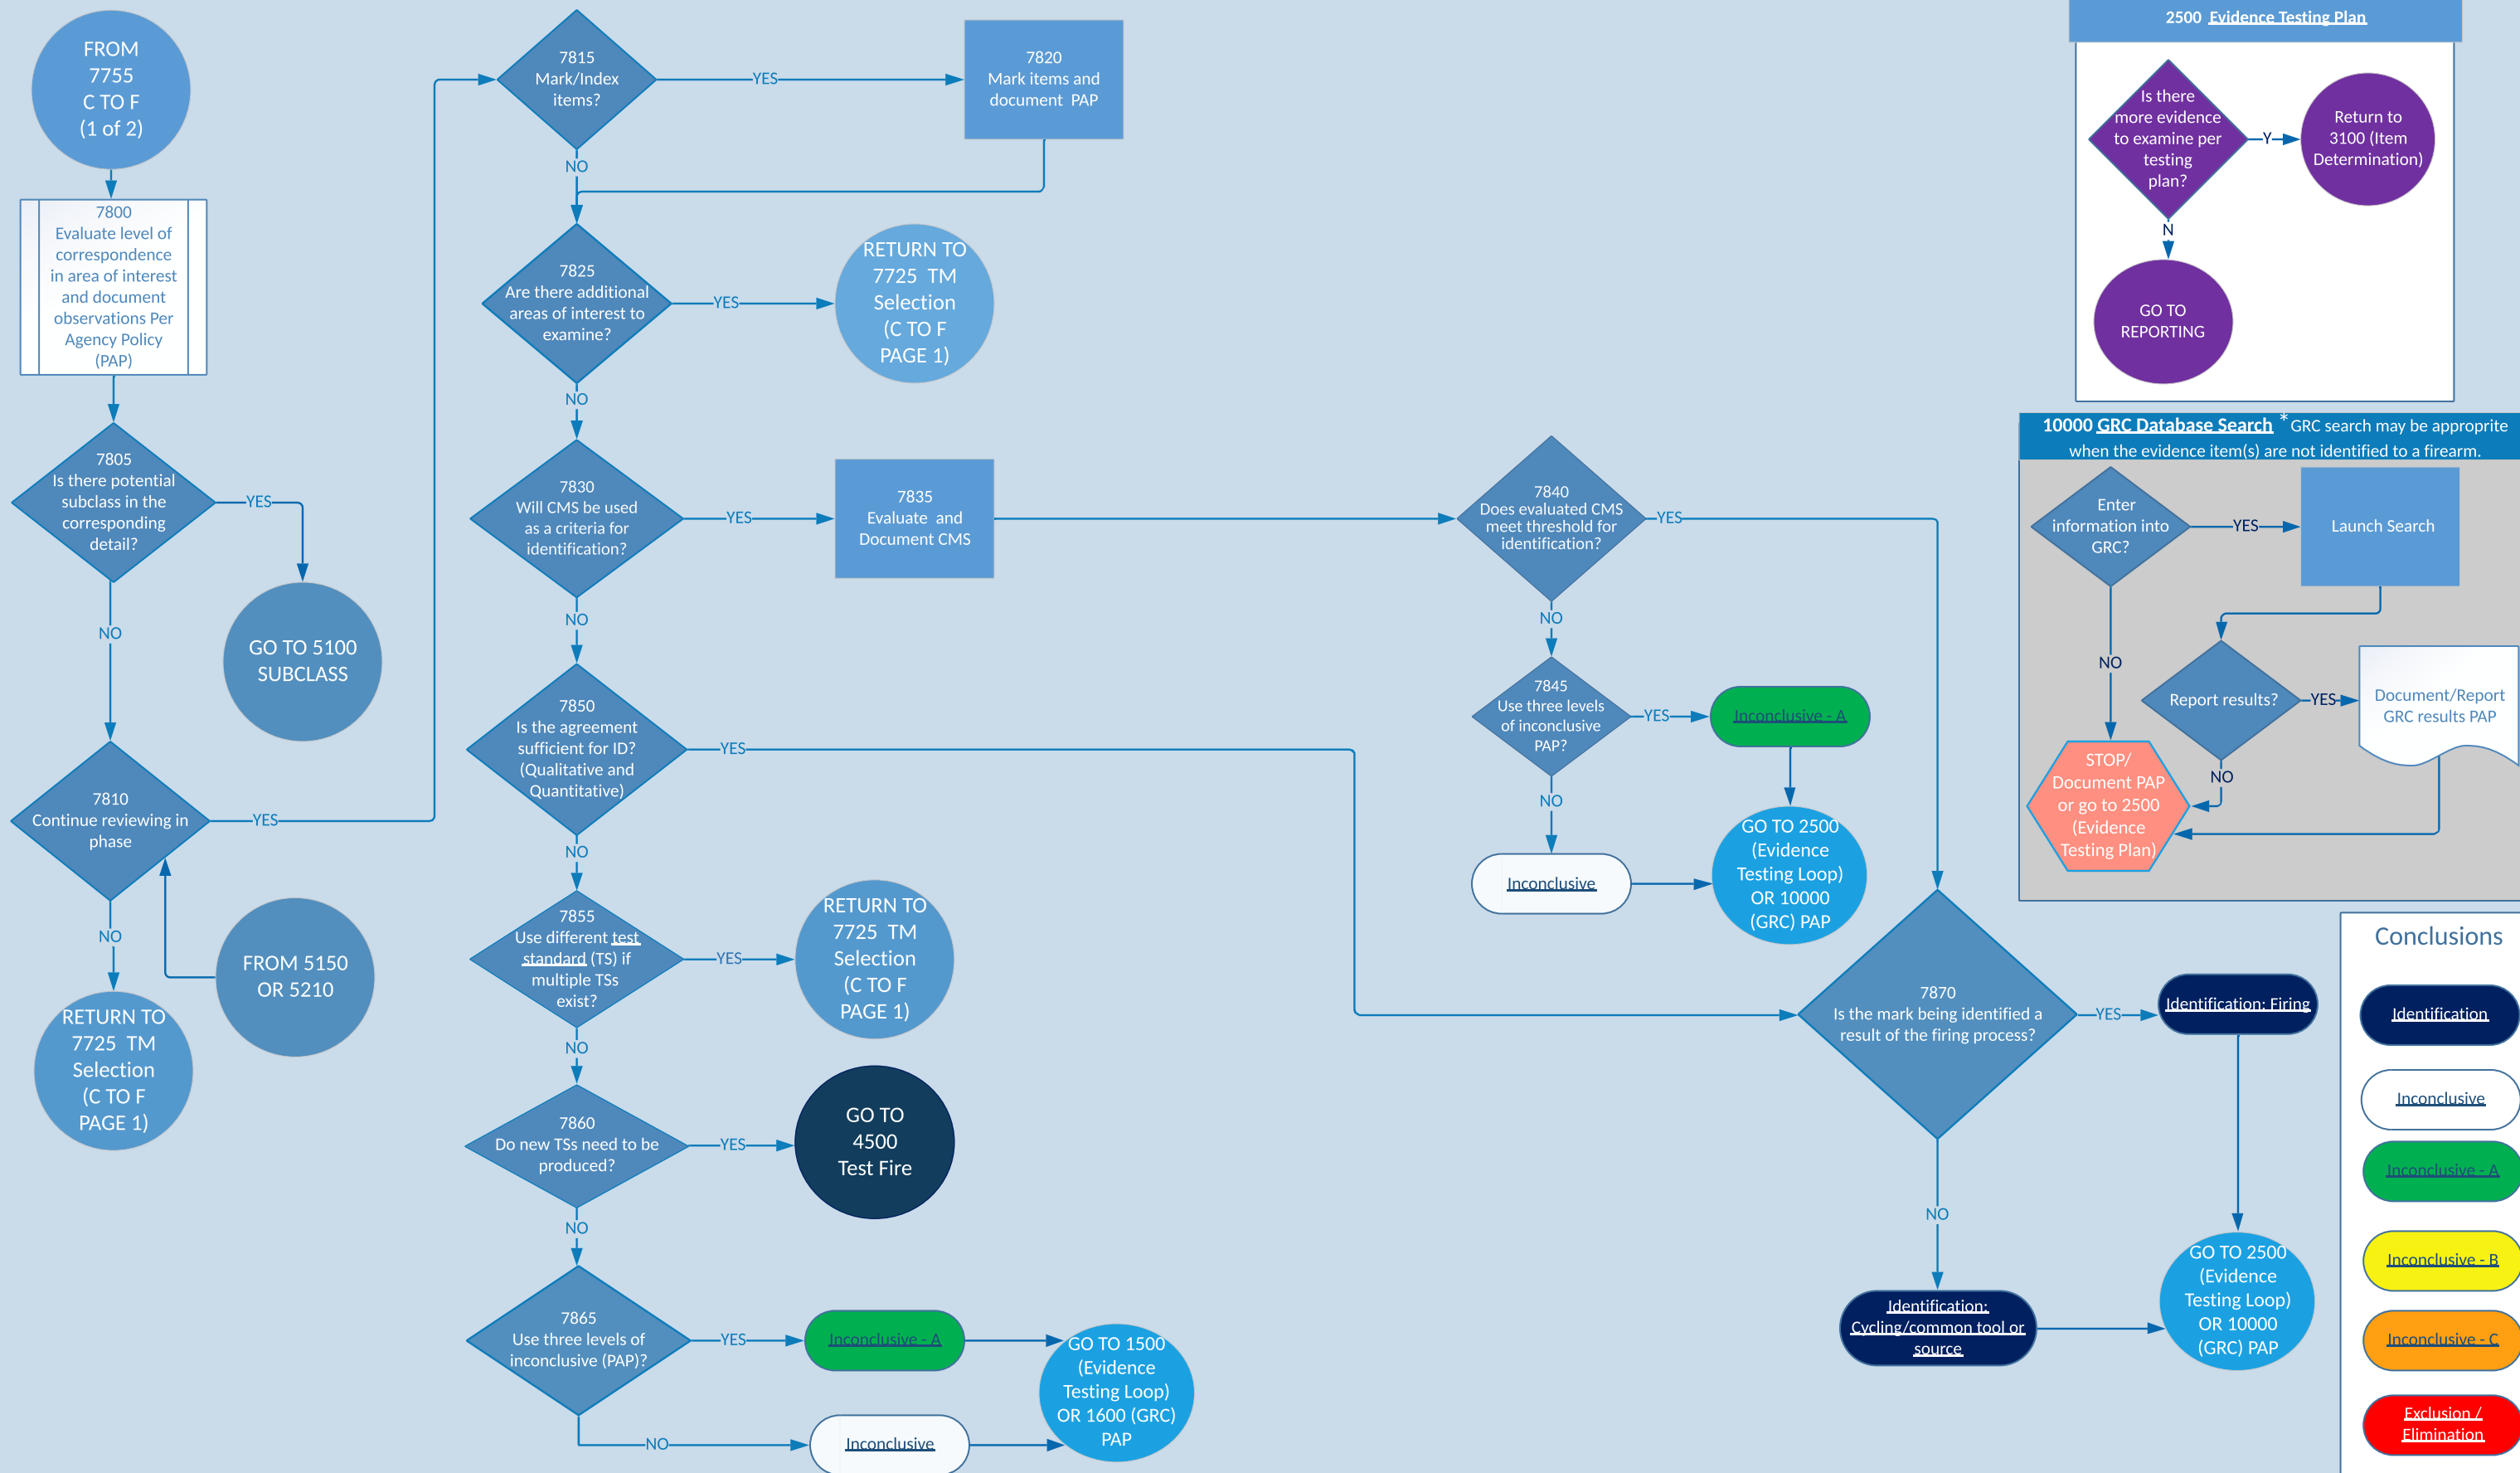 FROM
7755
C TO F
(1 of 2)
7800
Evaluate level of
correspondence
in area of interest
and document
observations Per
Agency Policy
(PAP)
7805
Is there potential
subclass in the
corresponding
detail?
YES
GO TO 5100
SUBCLASS
NO
7810
Continue reviewing in
phase
YES
NO
FROM 5150
OR 5210
RETURN TO
7725 TM
Selection
(C TO F
PAGE 1)
7815
Mark/Index
items?
YES
7820
Mark items and
document PAP
NO
7825
Are there additional
areas of interest to
examine?
YES
RETURN TO
7725 TM
Selection
(C TO F
PAGE 1)
NO
7830
Will CMS be used
as a criteria for
identification?
YES
7835
Evaluate and
Document CMS
NO
7840
Does evaluated CMS
meet threshold for
identification?
YES
NO
7845
Use three levels
of inconclusive
PAP?
YES
Inconclusive - A
NO
Inconclusive
GO TO 2500
(Evidence
Testing Loop)
OR 10000
(GRC) PAP
7850
Is the agreement
sufficient for ID?
(Qualitative and
Quantitative)
YES
NO
7855
Use different test
standard (TS) if
multiple TSs
exist?
YES
RETURN TO
7725 TM
Selection
(C TO F
PAGE 1)
NO
7860
Do new TSs need to be
produced?
YES
GO TO
4500
Test Fire
NO
7865
Use three levels of
inconclusive (PAP)?
YES
Inconclusive - A
NO
Inconclusive
GO TO 1500
(Evidence
Testing Loop)
OR 1600 (GRC)
PAP
7870
Is the mark being identified a
result of the firing process?
YES
Identification: Firing
NO
Identification:
Cycling/common tool or
source
GO TO 2500
(Evidence
Testing Loop)
OR 10000
(GRC) PAP
2500 Evidence Testing Plan
Is there
more evidence
to examine per
testing
plan?
Y
Return to
3100 (Item
Determination)
N
GO TO
REPORTING
10000 GRC Database Search * GRC search may be approprite
when the evidence item(s) are not identified to a firearm.
Enter
information into
GRC?
YES
Launch Search
NO
Report results?
YES
Document/Report
GRC results PAP
NO
STOP/
Document PAP
or go to 2500
(Evidence
Testing Plan)
Conclusions
Identification
Inconclusive
Inconclusive - A
Inconclusive - B
Inconclusive - C
Exclusion /
Elimination